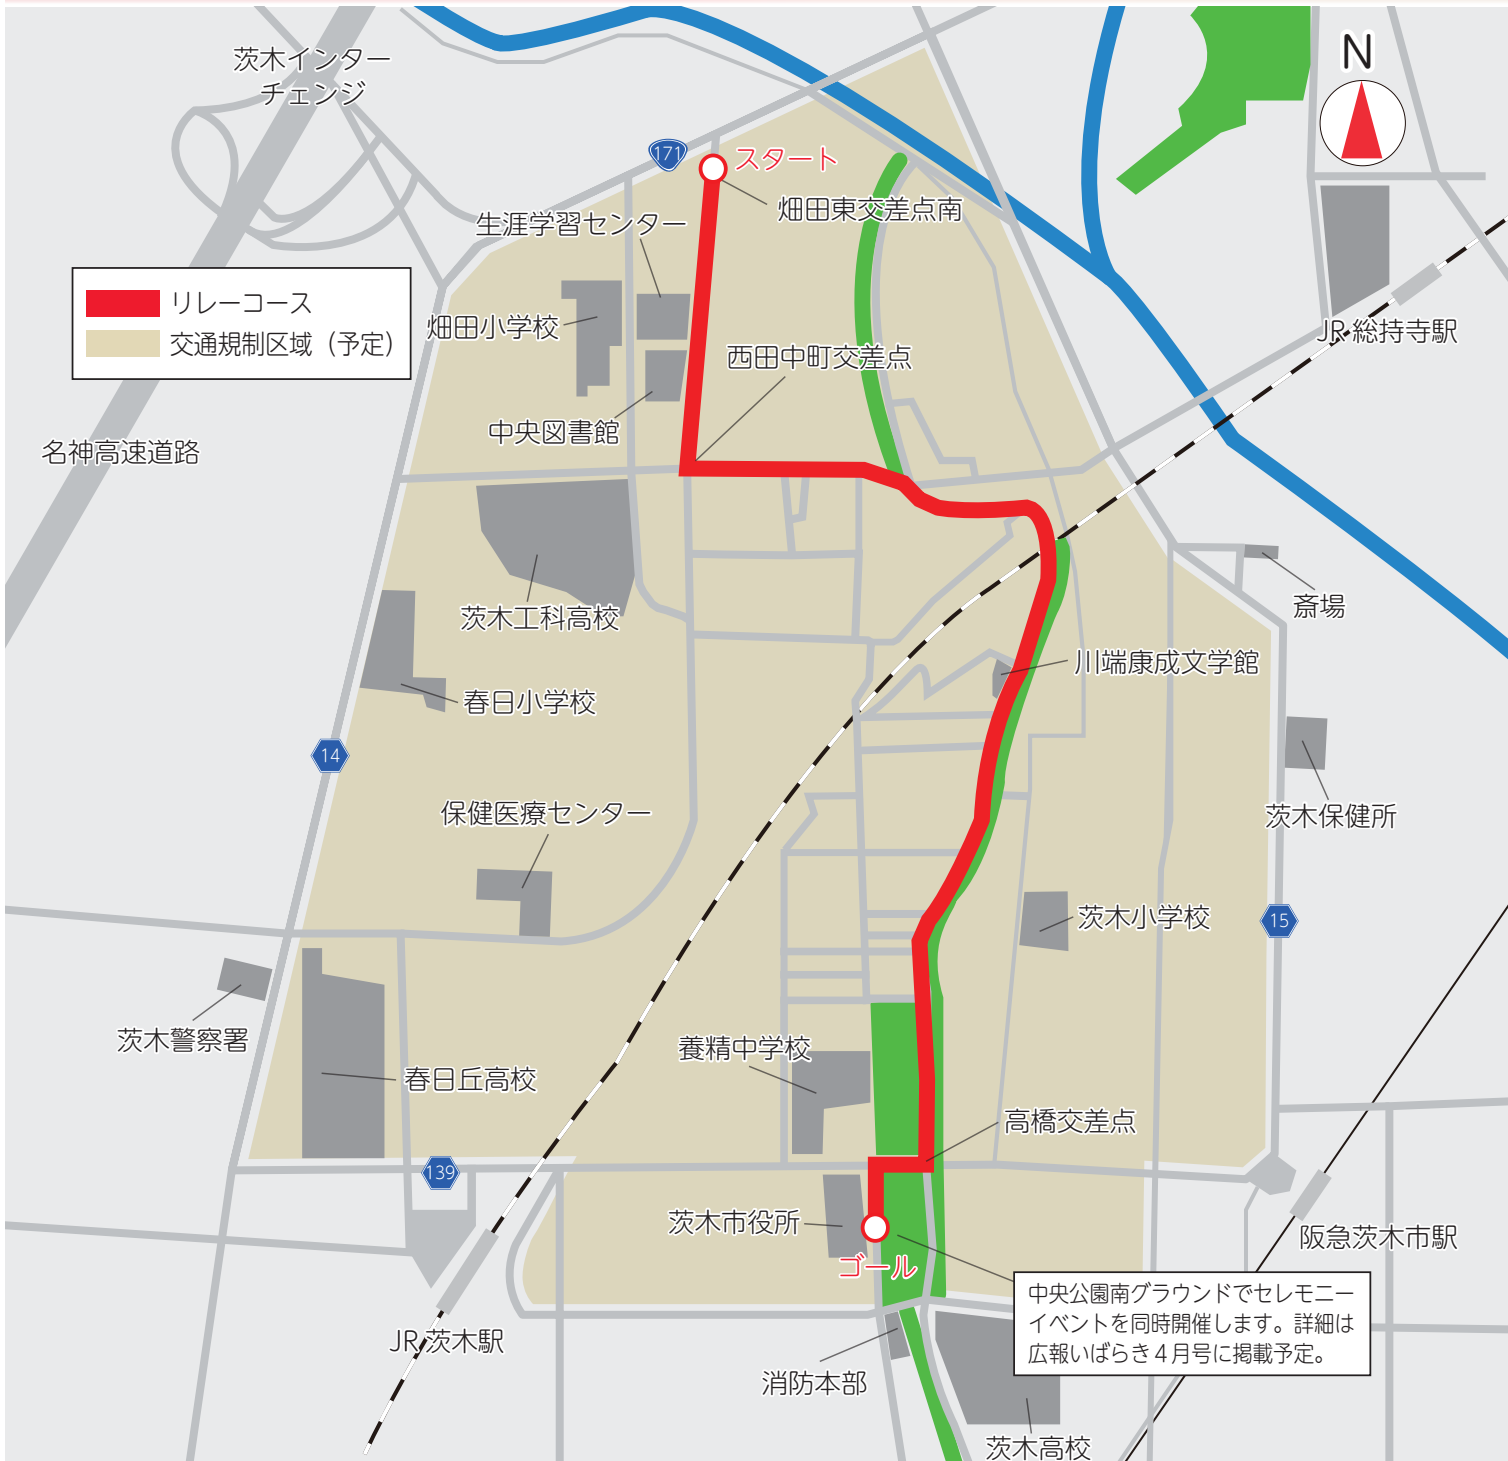 茨木インター
チェンジ
N
171
スタート
畑田東交差点南
生涯学習センター
リレーコース
交通規制区域（予定）
畑田小学校
JR 総持寺駅
西田中町交差点
中央図書館
名神高速道路
斎場
茨木工科高校
川端康成文学館
春日小学校
14
保健医療センター
茨木保健所
茨木小学校
15
茨木警察署
養精中学校
春日丘高校
高橋交差点
139
茨木市役所
阪急茨木市駅
ゴール
中央公園南グラウンドでセレモニー
イベントを同時開催します。詳細は
広報いばらき４月号に掲載予定。
JR 茨木駅
消防本部
茨木高校